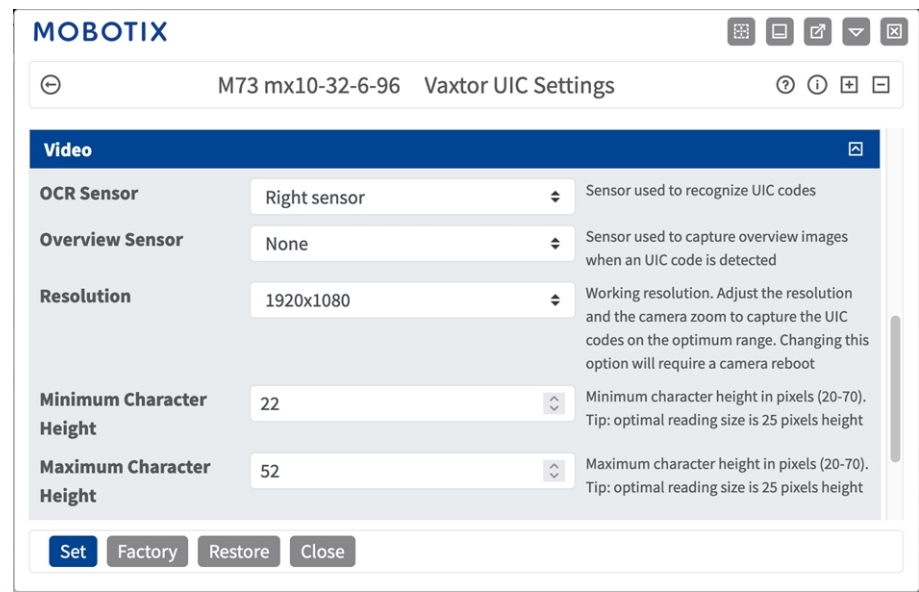 MOBOTIX
M73 mx10-32-6-96 Vaxtor UIC Settings
Video
OCR Sensor
Right sensor
Sensor used to recognize UIC codes
Overview Sensor
None
Sensor used to capture overview images
when an UIC code is detected
Resolution
1920x1080
Working resolution. Adjust the resolution
and the camera zoom to capture the UIC
codes on the optimum range. Changing this
option will require a camera reboot
Minimum Character
Height
22
Minimum character height in pixels (20-70).
Tip: optimal reading size is 25 pixels height
Maximum Character
Height
52
Maximum character height in pixels (20-70).
Tip: optimal reading size is 25 pixels height
Set Factory Restore Close